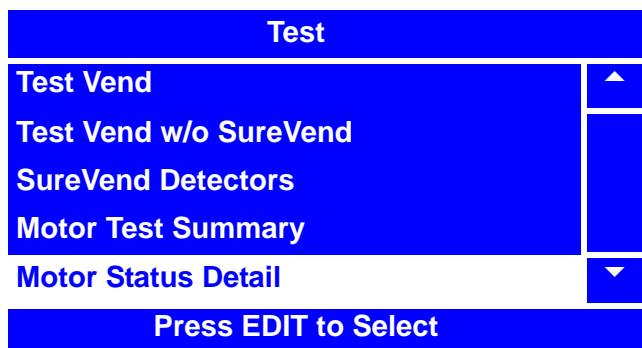 Test
Test Vend
Test Vend w/o SureVend
SureVend Detectors
Motor Test Summary
Motor Status Detail
Press EDIT to Select